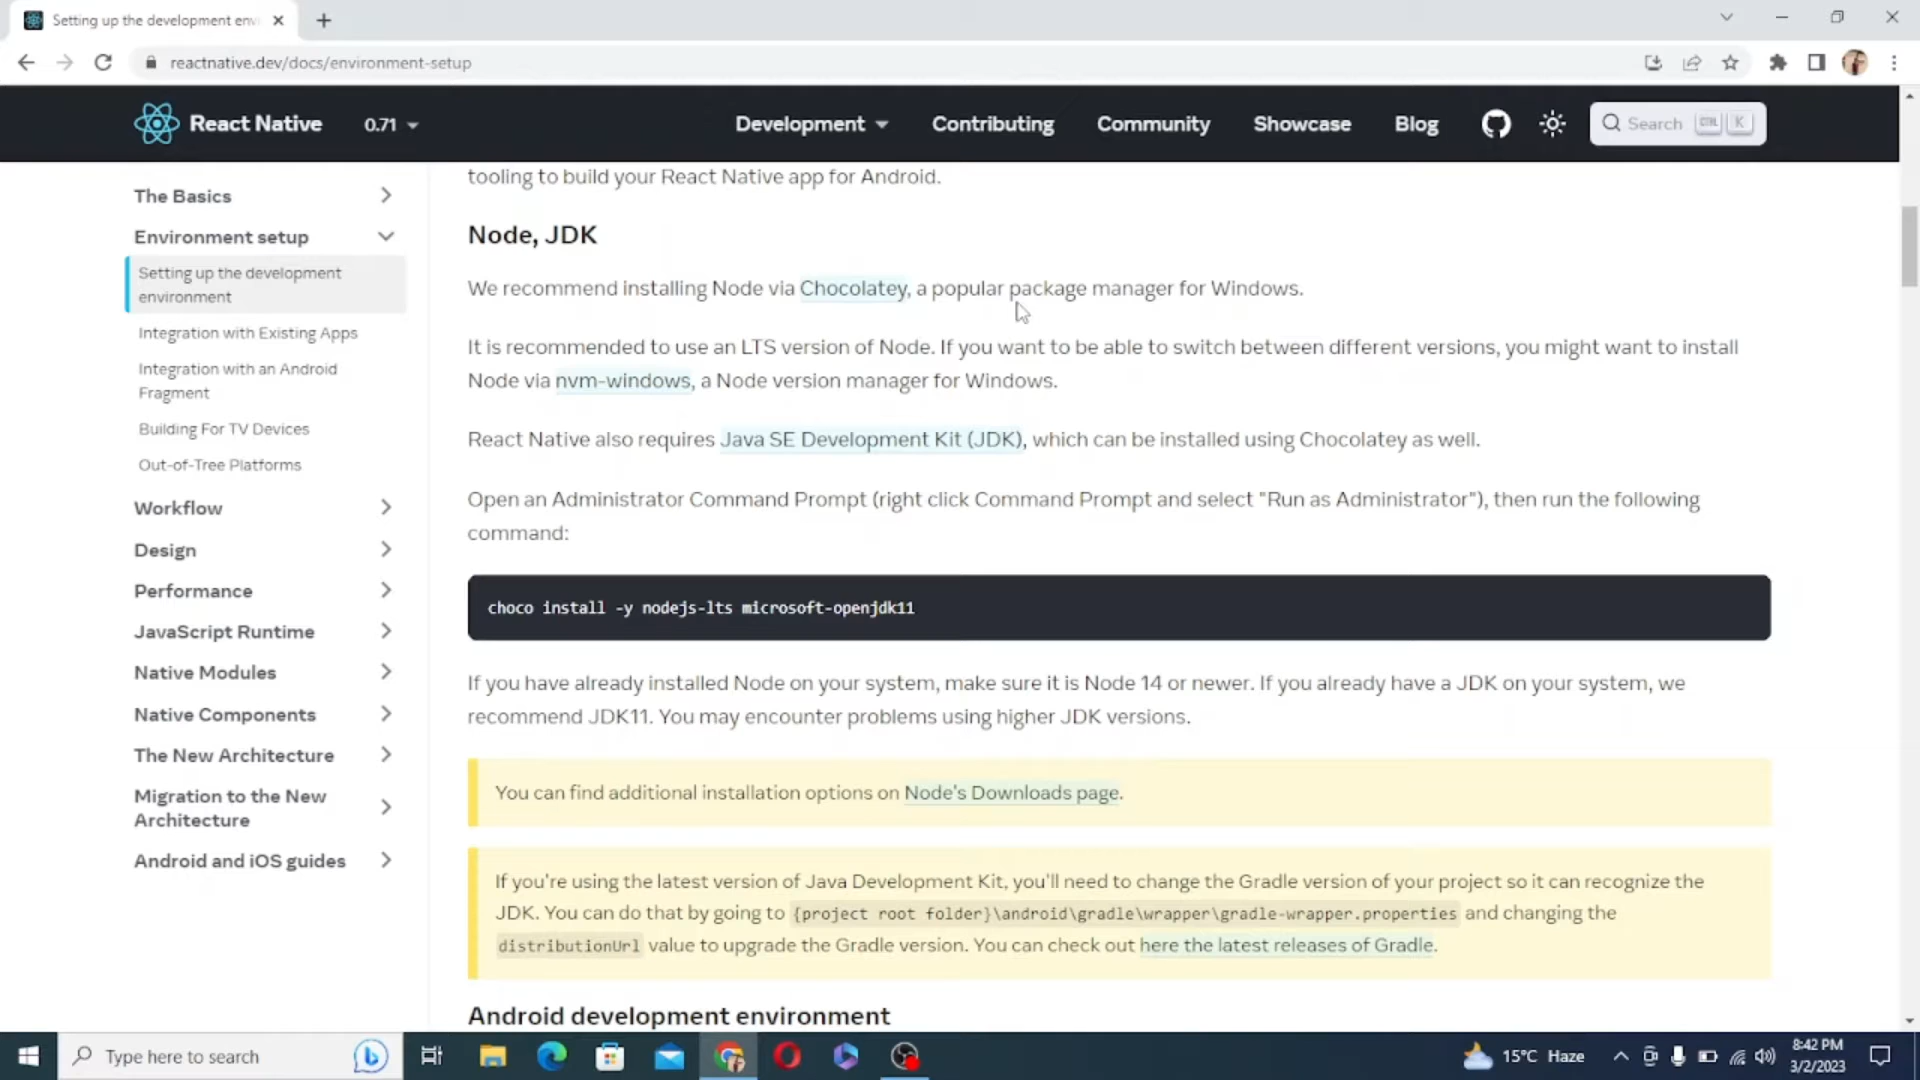 Setting up the development env
reactnative.dev/docs/environment-setup
React Native
0.71
Development
Contributing
Community
Showcase
Blog
Search
CTRL
K
The Basics
Environment setup
Setting up the development
environment
Integration with Existing Apps
Integration with an Android
Fragment
Building For TV Devices
Out-of-Tree Platforms
Workflow
Design
Performance
JavaScript Runtime
Native Modules
Native Components
The New Architecture
Migration to the New
Architecture
Android and iOS guides
tooling to build your React Native app for Android.
Node, JDK
We recommend installing Node via Chocolatey, a popular package manager for Windows.
It is recommended to use an LTS version of Node. If you want to be able to switch between different versions, you might want to install
Node via nvm-windows, a Node version manager for Windows.
React Native also requires Java SE Development Kit (JDK), which can be installed using Chocolatey as well.
Open an Administrator Command Prompt (right click Command Prompt and select "Run as Administrator"), then run the following
command:
choco install -y nodejs-lts microsoft-openjdk11
If you have already installed Node on your system, make sure it is Node 14 or newer. If you already have a JDK on your system, we
recommend JDK11. You may encounter problems using higher JDK versions.
You can find additional installation options on Node's Downloads page.
If you're using the latest version of Java Development Kit, you'll need to change the Gradle version of your project so it can recognize the
JDK. You can do that by going to {project root folder}\android\gradle\wrapper\gradle-wrapper.properties and changing the
distributionUrl value to upgrade the Gradle version. You can check out here the latest releases of Gradle.
Android development environment
Type here to search
15°C Haze
8:42 PM
3/2/2023